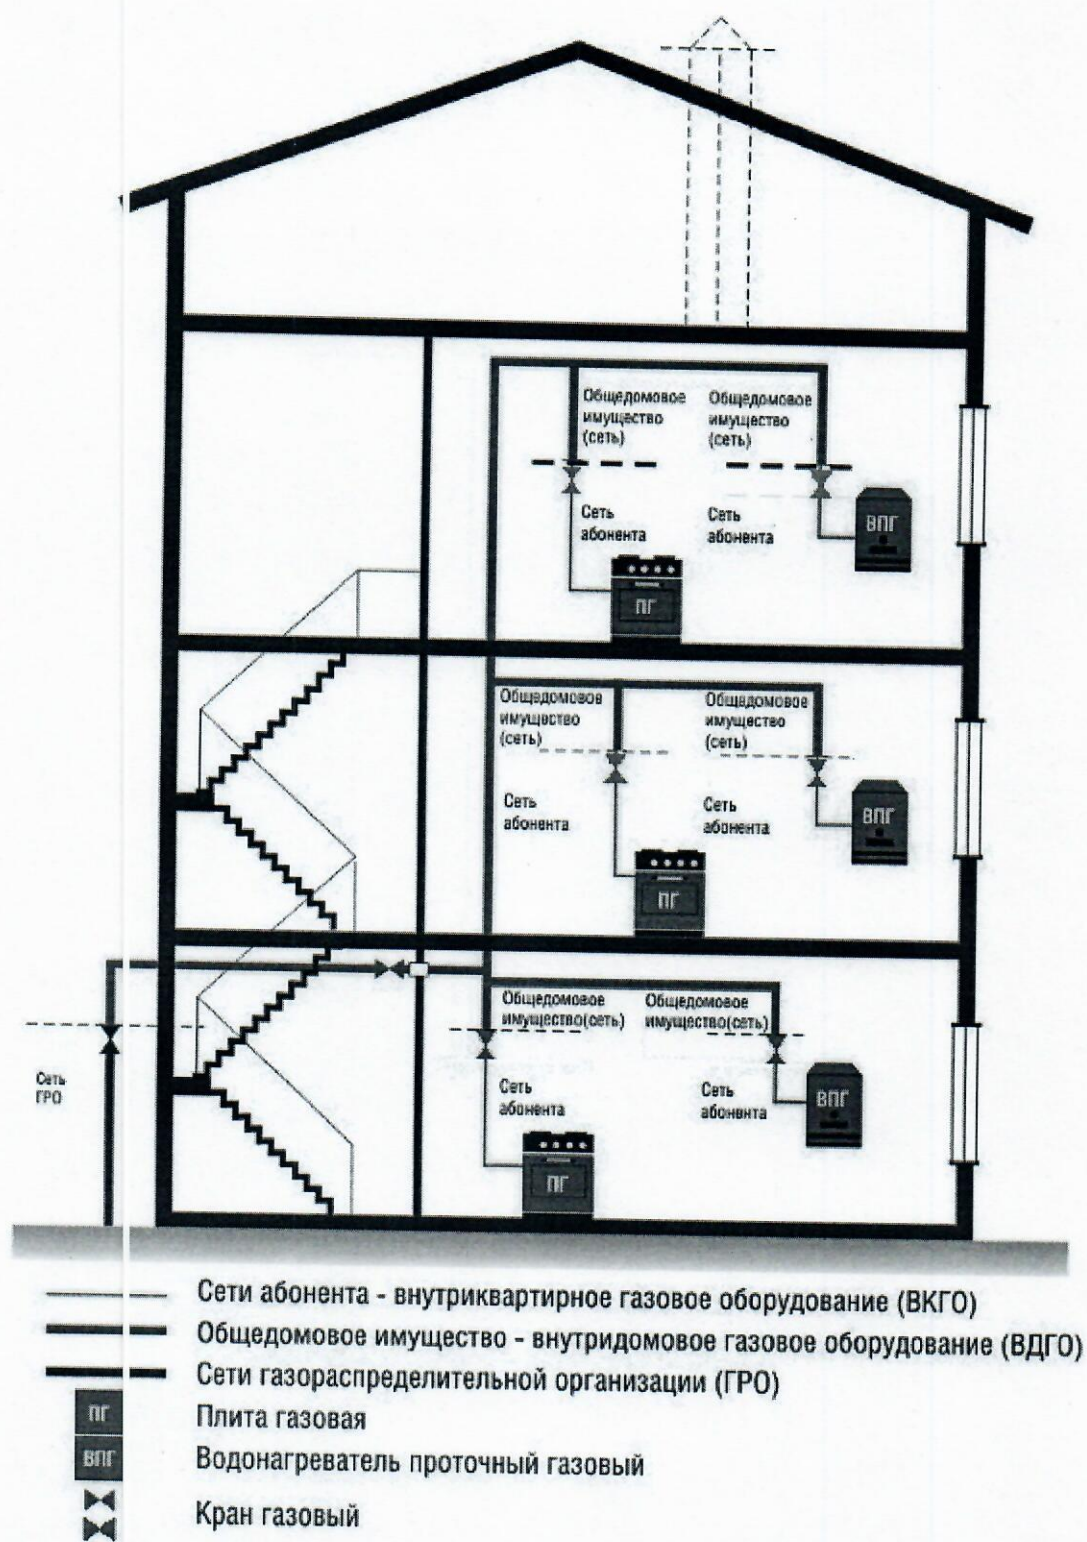 Общедомовое
имущество
(сеть)
Общедомовое
имущество
(сеть)
Сеть
абонента
Сеть
абонента
ВПГ
ПГ
Общедомовое
имущество
(сеть)
Общедомовое
имущество
(сеть)
Сеть
абонента
Сеть
абонента
ВПГ
ПГ
Общедомовое
имущество(сеть)
Общедомовое
имущество(сеть)
Сеть
ГРО
Сеть
абонента
Сеть
абонента
ВПГ
ПГ
Сети абонента - внутриквартирное газовое оборудование (ВКГО)
Общедомовое имущество - внутридомовое газовое оборудование (ВДГО)
Сети газораспределительной организации (ГРО)
ПГ Плита газовая
ВПГ Водонагреватель проточный газовый
Кран газовый